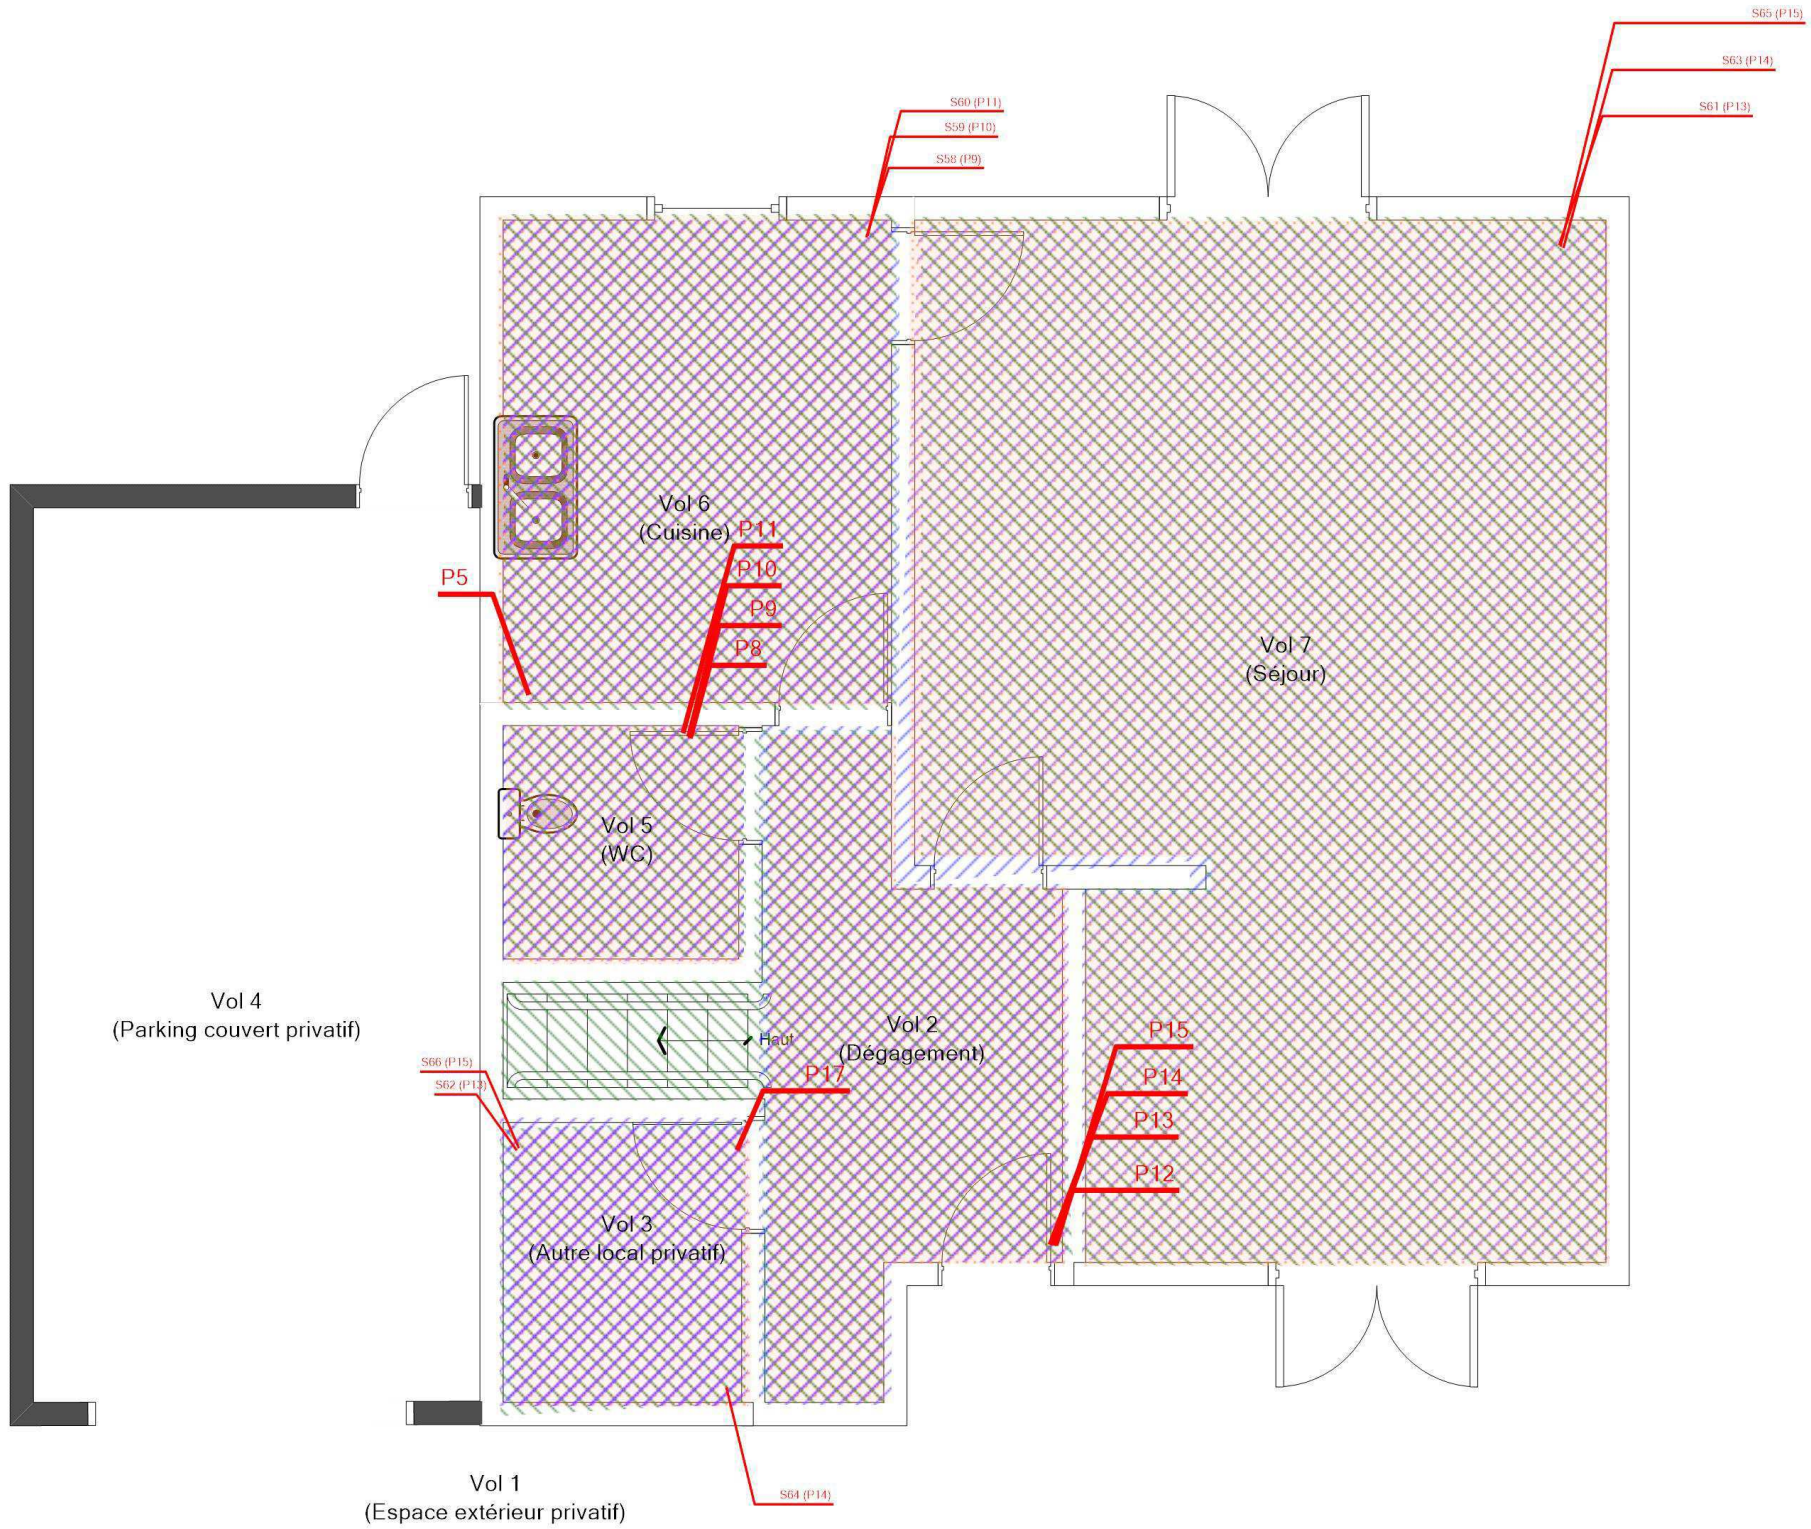 S65 (P15)
S63 (P14)
S61 (P13)
S60 (P11)
S59 (P10)
S58 (P9)
Vol 6
(Cuisine)
P11
P10
P9
P8
P5
Vol 7
(Séjour)
Vol 5
(WC)
Vol 4
(Parking couvert privatif)
Haut
Vol 2
(Dégagement)
S66 (P15)
S62 (P13)
P17
P15
P14
P13
P12
Vol 3
(Autre local privatif)
Vol 1
(Espace extérieur privatif)
S64 (P14)